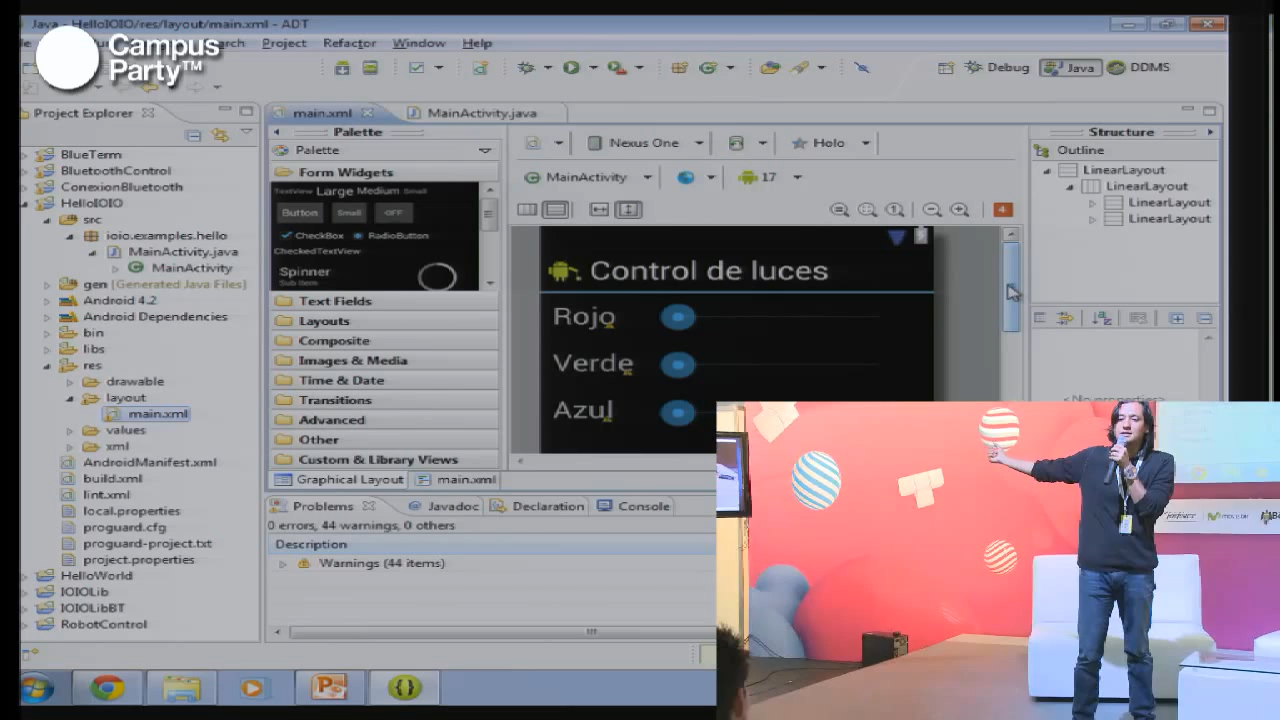 Java - HelloIOIO/res/layout/main.xml - ADT
Campus
Party™
Project Refactor Window Help
Debug Java DDMS
Project Explorer
main.xml MainActivity.java
Palette
Structure
Palette
Nexus One
Holo
Outline
BlueTerm
BluetoothControl
ConexionBluetooth
HelloIOIO
src
ioio.examples.hello
MainActivity.java
MainActivity
gen [Generated Java Files]
Android 4.2
Android Dependencies
bin
libs
res
drawable
layout
main.xml
values
xml
AndroidManifest.xml
build.xml
lint.xml
local.properties
proguard.cfg
proguard-project.txt
project.properties
HelloWorld
IOIOLib
IOIOLibBT
RobotControl
Form Widgets
TextView Large Medium Small
Button Small OFF
CheckBox RadioButton
CheckedTextView
Spinner
Sub Item
Text Fields
Layouts
Composite
Images & Media
Time & Date
Transitions
Advanced
Other
Custom & Library Views
Graphical Layout main.xml
MainActivity
17
4
Control de luces
Rojo
Verde
Azul
LinearLayout
LinearLayout
LinearLayout
LinearLayout
Problems Javadoc Declaration Console
0 errors, 44 warnings, 0 others
Description
Warnings (44 items)